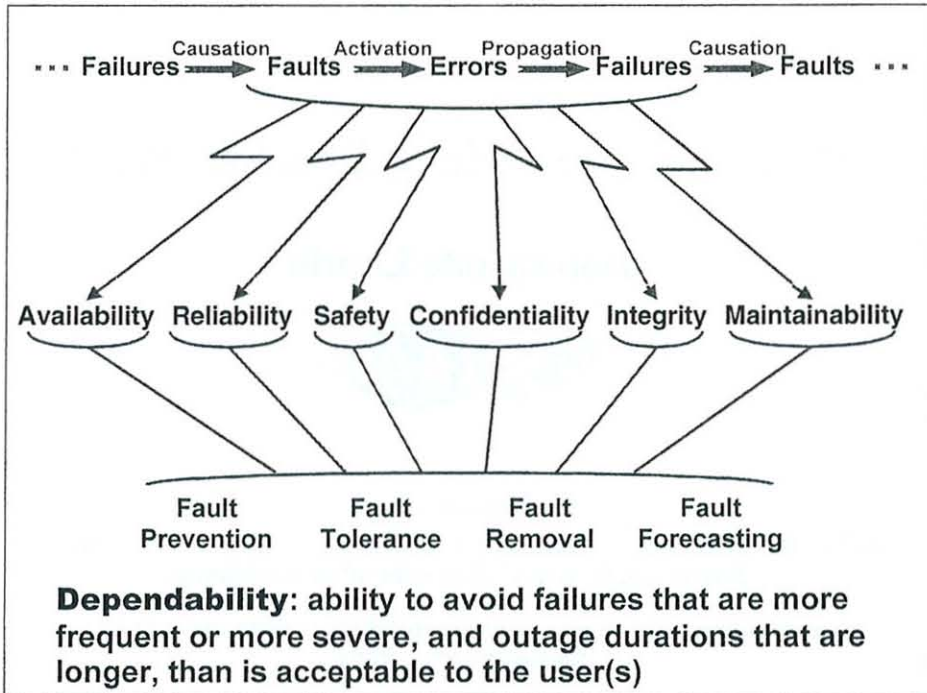 Causation Activation Propagation Causation
... Failures Faults Errors Failures Faults ...
Availability Reliability Safety Confidentiality Integrity Maintainability
Fault Fault Fault Fault
Prevention Tolerance Removal Forecasting
Dependability: ability to avoid failures that are more
frequent or more severe, and outage durations that are
longer, than is acceptable to the user(s)